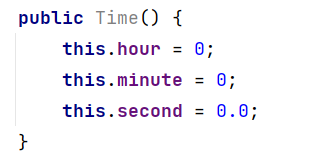 public Time() {
    this.hour = 0;
    this.minute = 0;
    this.second = 0.0;
}